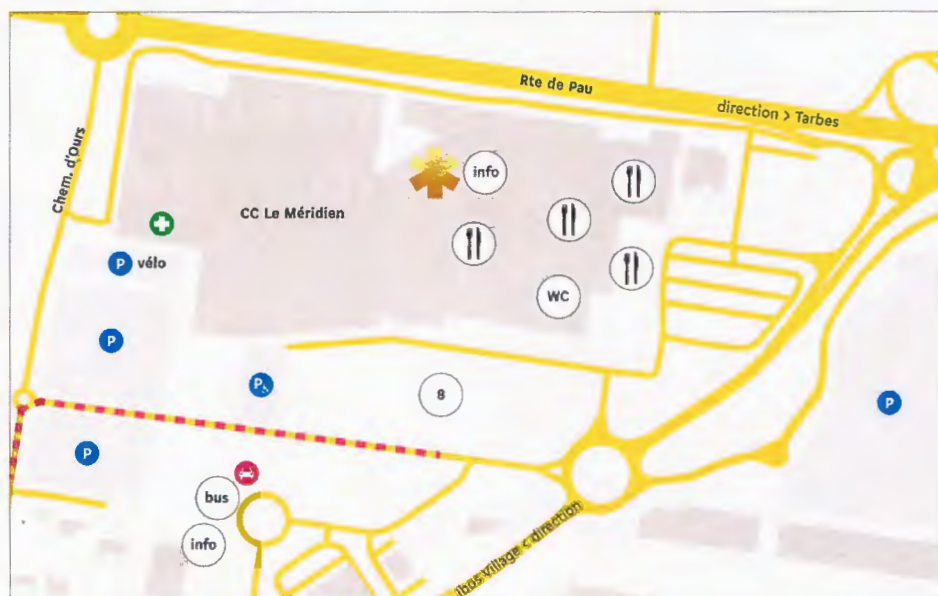 Rte de Pau
direction > Tarbes
Chem. d'Ours
info
CC Le Méridien
P vélo
WC
P
P
8
P
P
bus
info
Ibos village < direction